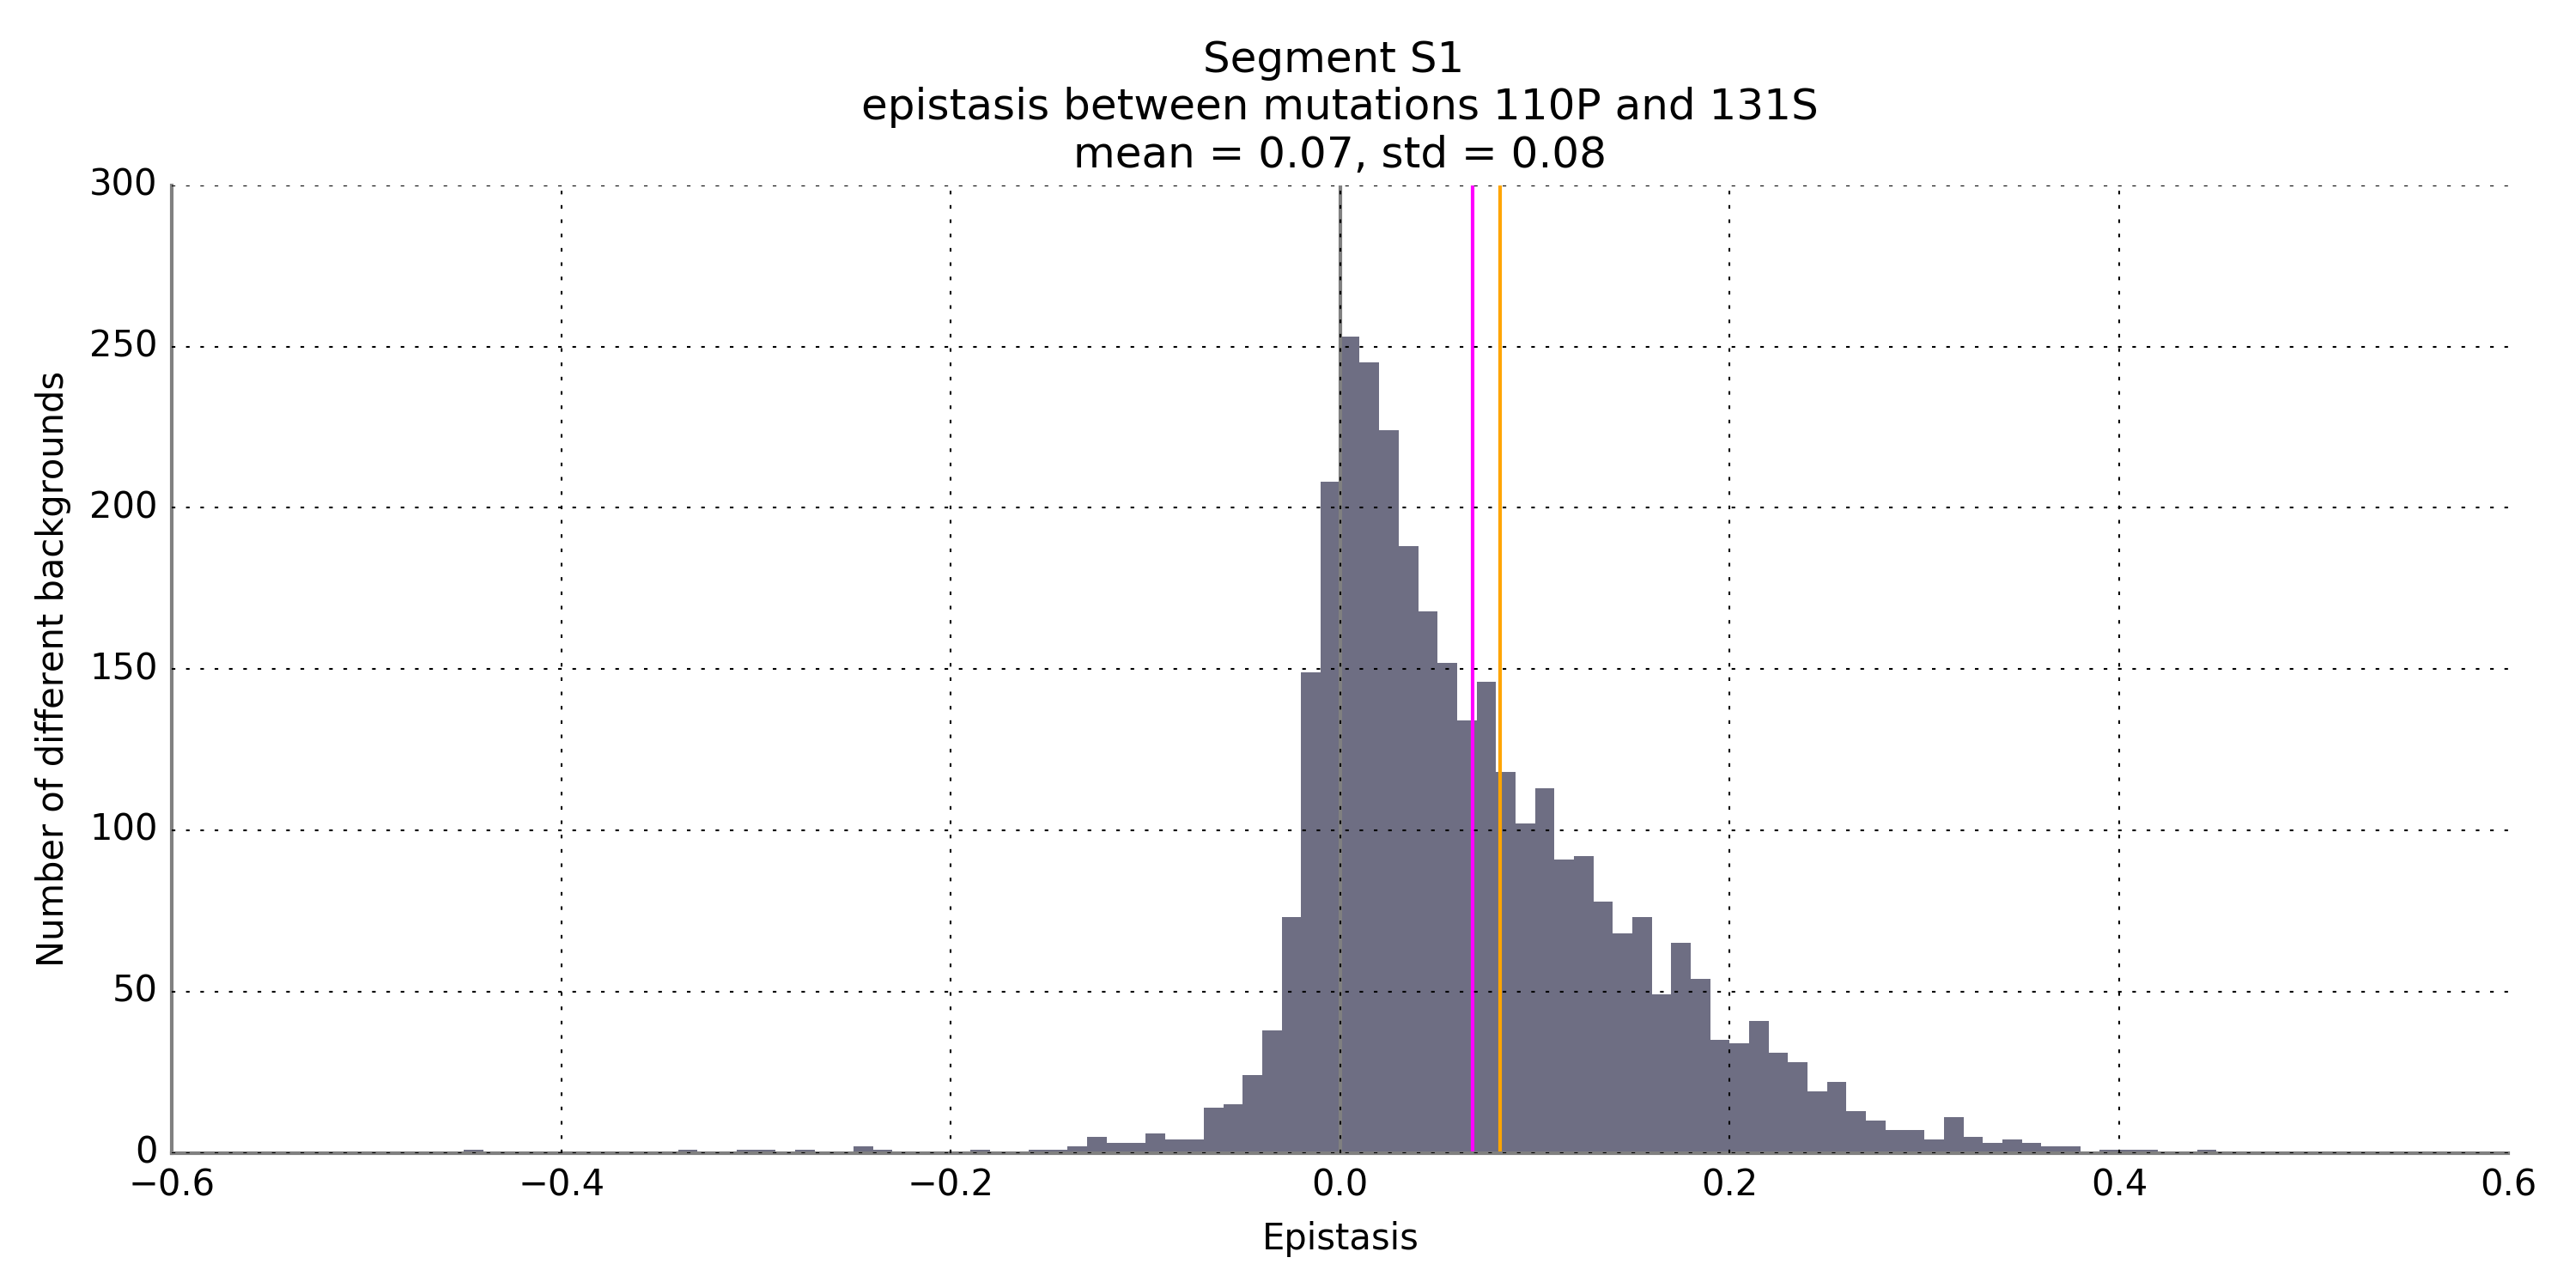 Segment S1
epistasis between mutations 110P and 131S
mean = 0.07, std = 0.08
300
250
200
150
100
50
0
Number of different backgrounds
−0.6 −0.4 −0.2 0.0 0.2 0.4 0.6
Epistasis